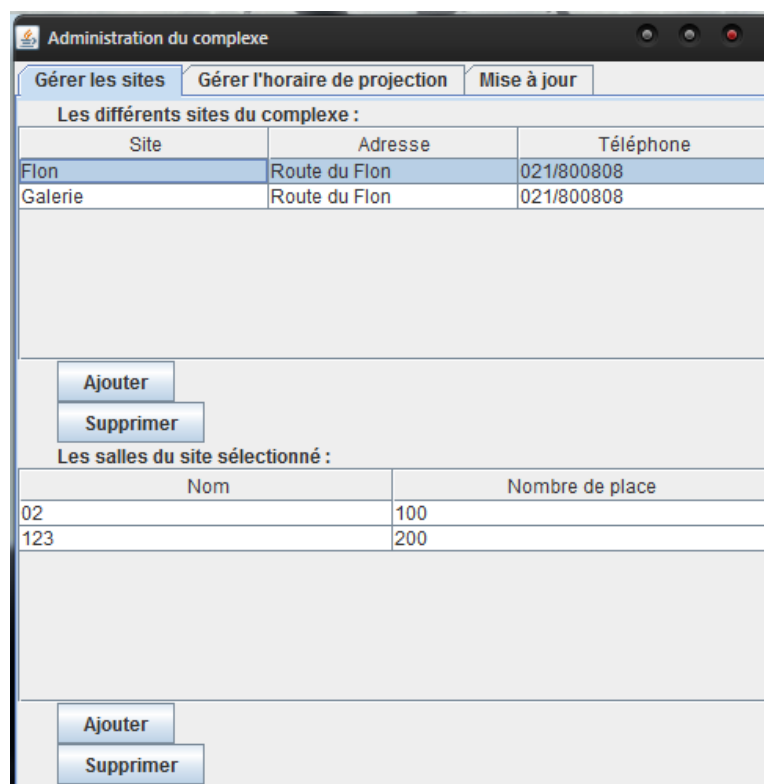 Administration du complexe
Gérer les sites Gérer l'horaire de projection Mise à jour
Les différents sites du complexe :
Site Adresse Téléphone
Flon Route du Flon 021/800808
Galerie Route du Flon 021/800808
Ajouter
Supprimer
Les salles du site sélectionné :
Nom Nombre de place
02 100
123 200
Ajouter
Supprimer